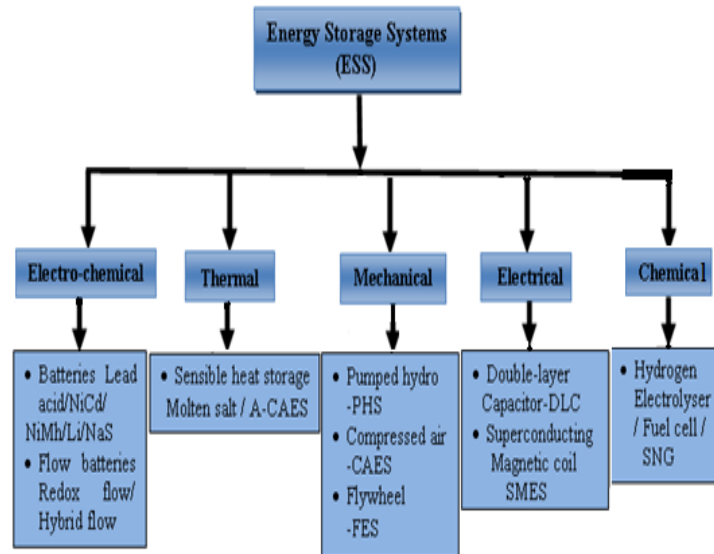 Energy Storage Systems
(ESS)
Electro-chemical
Thermal
Mechanical
Electrical
Chemical
• Batteries Lead
acid/NiCd/
NiMh/Li/NaS
• Flow batteries
Redox flow/
Hybrid flow
• Sensible heat storage
Molten salt / A-CAES
• Pumped hydro
-PHS
• Compressed air
-CAES
• Flywheel
-FES
• Double-layer
Capacitor-DLC
• Superconducting
Magnetic coil
SMES
• Hydrogen
Electrolyser
/ Fuel cell /
SNG